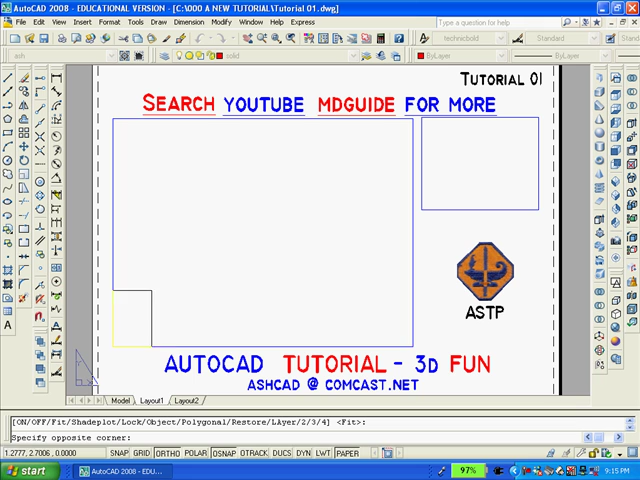 AutoCAD 2008 - EDUCATIONAL VERSION - [C:\000 A NEW TUTORIAL\Tutorial 01.dwg]
File Edit View Insert Format Tools Draw Dimension Modify Window Help Express
Type a question for help
ash
solid
technicbold
Standard
ByLayer
ByLayer
TUTORIAL 01
SEARCH YOUTUBE MDGUIDE FOR MORE
ASTP
AUTOCAD TUTORIAL - 3D FUN
ASHCAD @ COMCAST.NET
Model Layout1 Layout2
[ON/OFF/Fit/Shadeplot/Lock/Object/Polygonal/Restore/LAyer/2/3/4] <Fit>:
Specify opposite corner:
1.2777, 2.7006, 0.0000 SNAP GRID ORTHO POLAR OSNAP OTRACK DUCS DYN LWT PAPER
start AutoCAD 2008 - EDU... 97% 9:15 PM